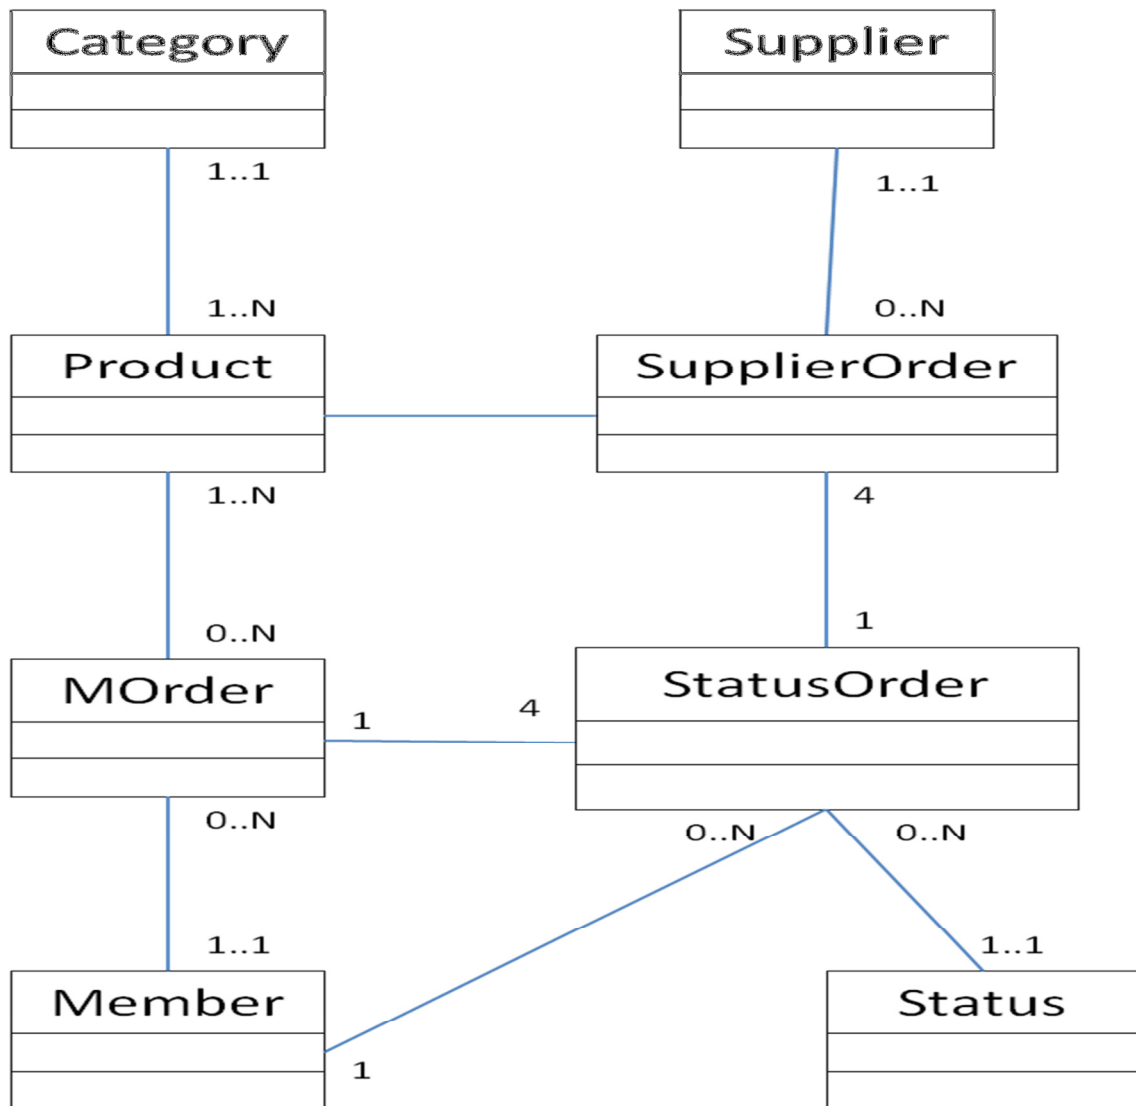 Category
Supplier
1..1
1..1
1..N
0..N
Product
SupplierOrder
1..N
4
0..N
1
MOrder
StatusOrder
1
4
0..N
0..N
0..N
1..1
1..1
Member
Status
1